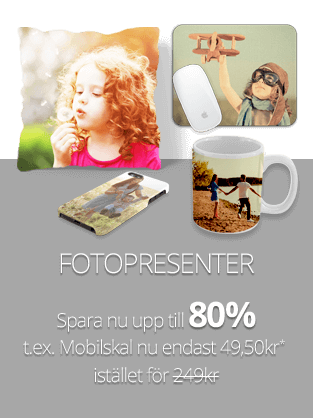 FOTOPRESENTER
Spara nu upp till 80%
t.ex. Mobilskal nu endast 49,50kr*
istället för 249kr